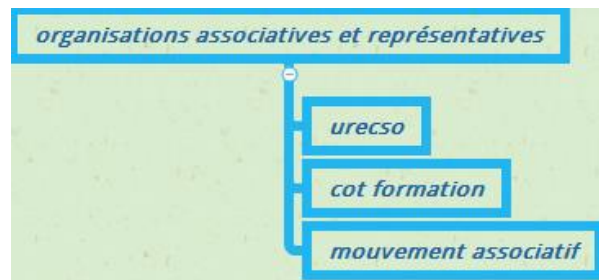 organisations associatives et représentatives
urecso
cot formation
mouvement associatif